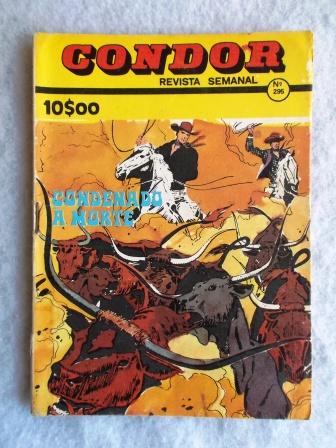 CONDOR
REVISTA SEMANAL
Nº
295
10$00
CONDENADO
A MORTE